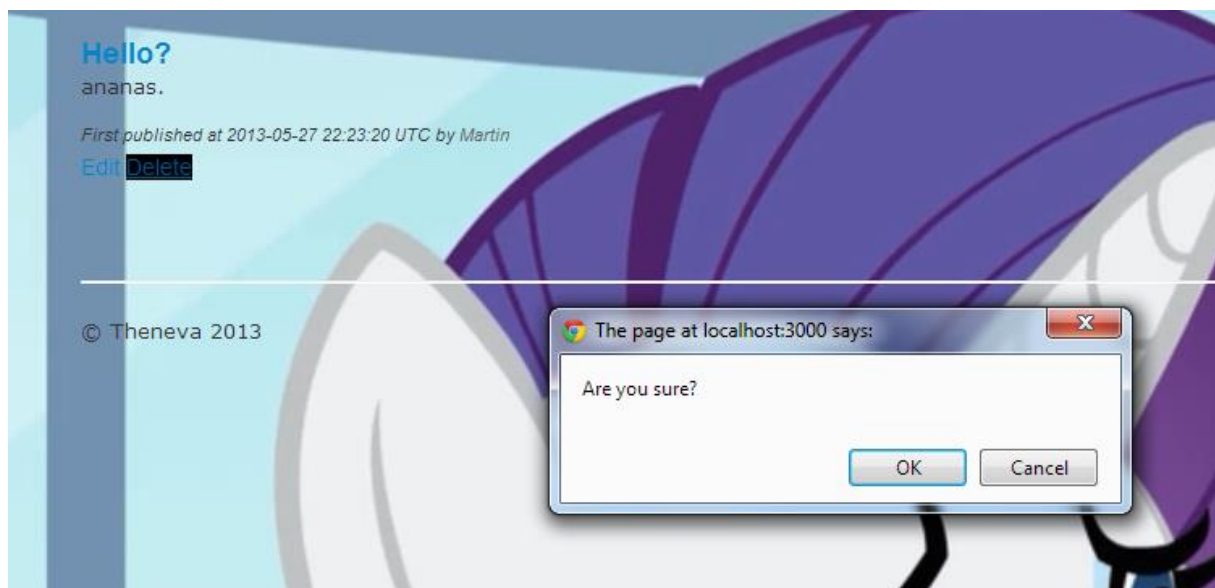 Hello?
ananas.
First published at 2013-05-27 22:23:20 UTC by Martin
Edit Delete
© Theneva 2013
The page at localhost:3000 says:
Are you sure?
OK Cancel